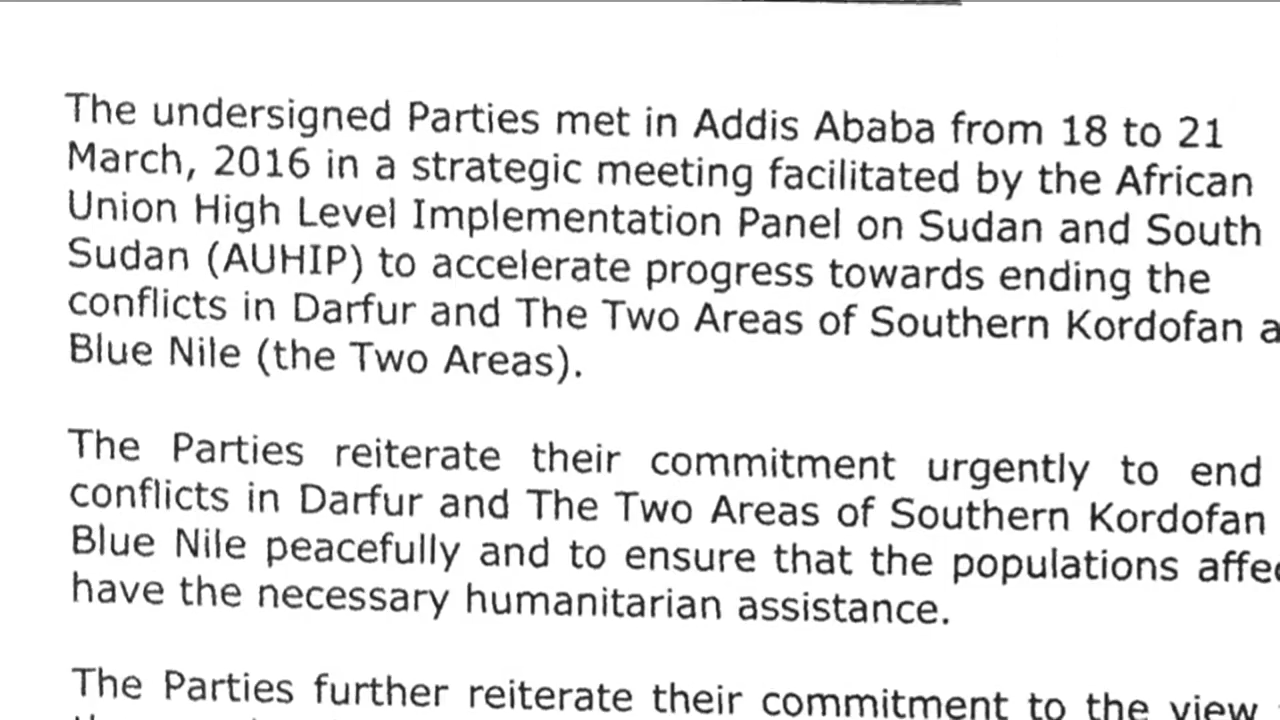 The undersigned Parties met in Addis Ababa from 18 to 21
March, 2016 in a strategic meeting facilitated by the African
Union High Level Implementation Panel on Sudan and South
Sudan (AUHIP) to accelerate progress towards ending the
conflicts in Darfur and The Two Areas of Southern Kordofan
Blue Nile (the Two Areas).
The Parties reiterate their commitment urgently to end
conflicts in Darfur and The Two Areas of Southern Kordofan
Blue Nile peacefully and to ensure that the populations
have the necessary humanitarian assistance.
The Parties further reiterate their commitment to the view